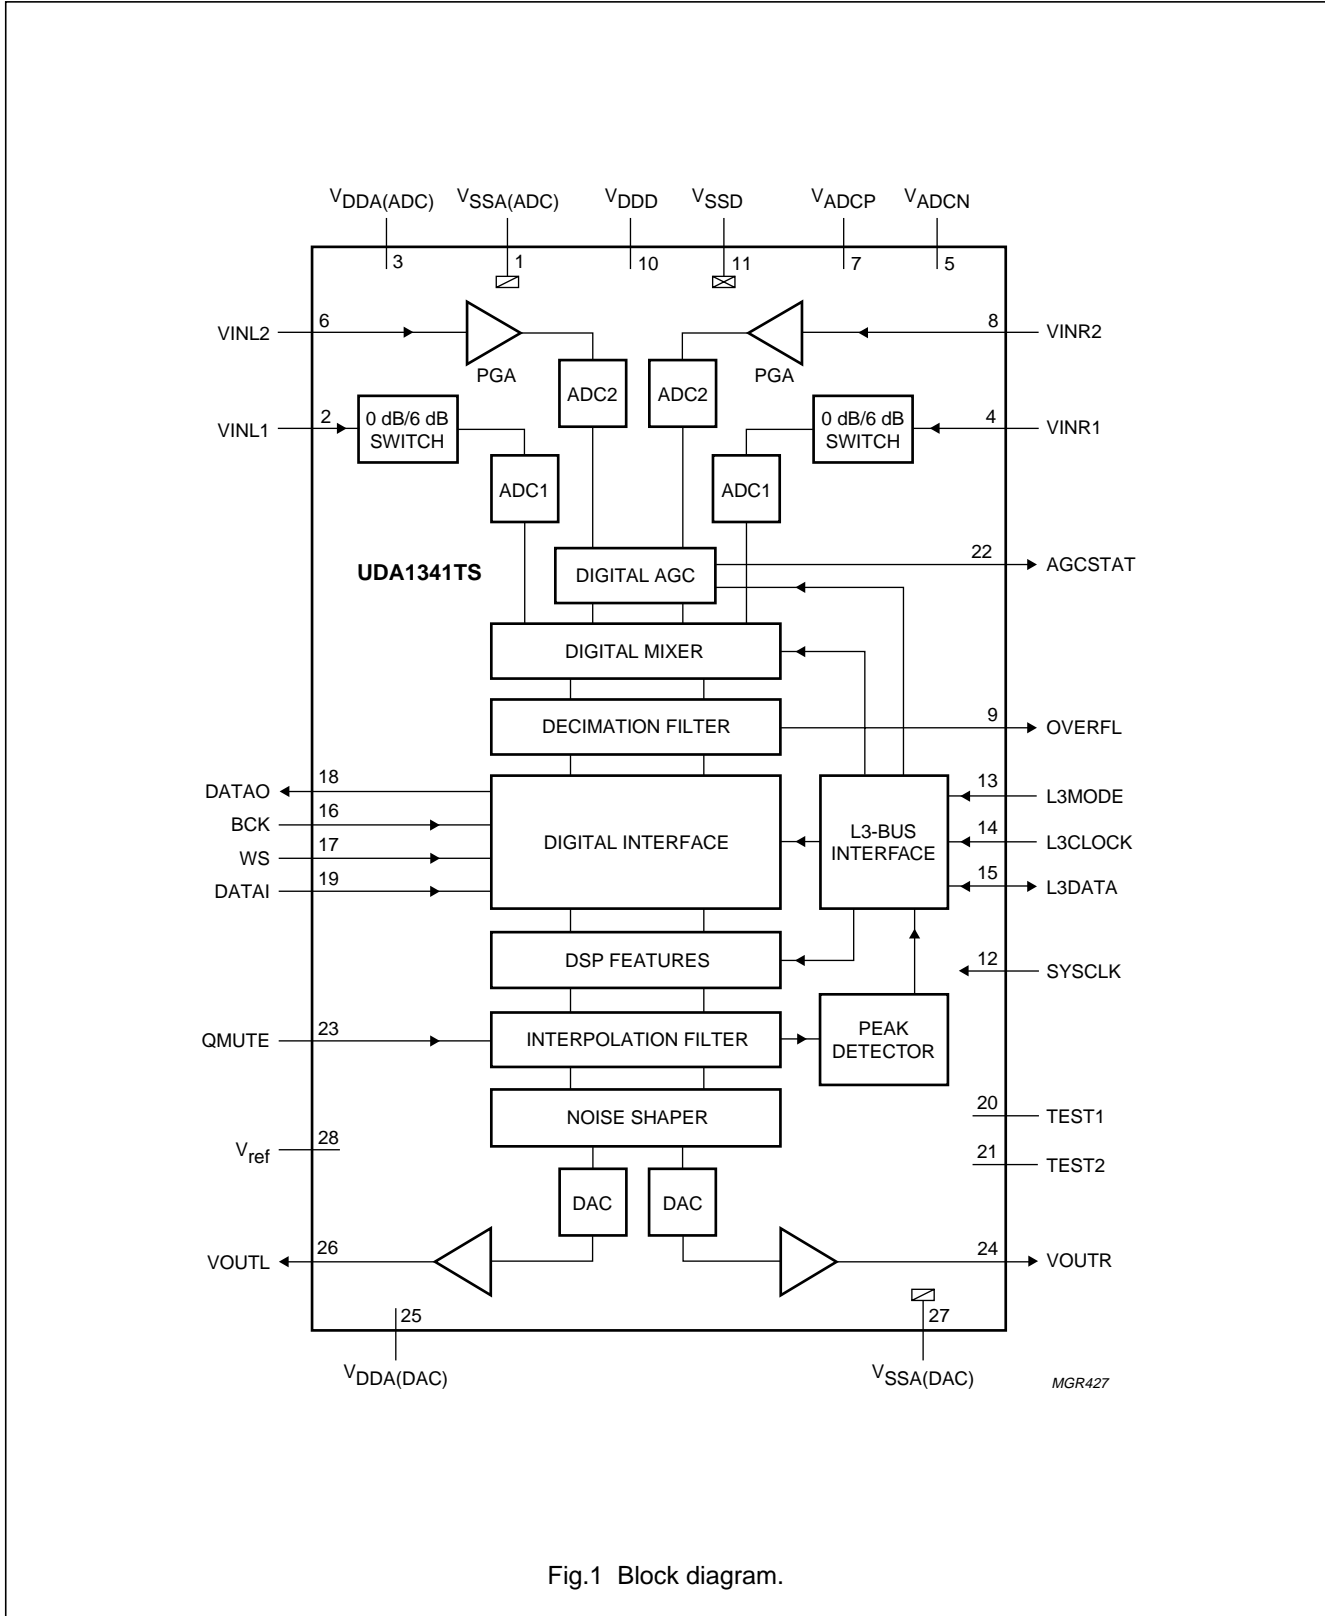 VDDA(ADC) VSSA(ADC) VDDD VSSD VADCP VADCN
3 1 10 11 7 5
VINL2 6 8 VINR2
PGA PGA
ADC2 ADC2
VINL1 2 0 dB/6 dB 0 dB/6 dB 4 VINR1
SWITCH SWITCH
ADC1 ADC1
22 AGCSTAT
UDA1341TS DIGITAL AGC
DIGITAL MIXER
9
DECIMATION FILTER OVERFL
DATAO 18 13 L3MODE
BCK 16
DIGITAL INTERFACE L3-BUS 14 L3CLOCK
INTERFACE
WS 17
DATAI 19 15 L3DATA
DSP FEATURES 12 SYSCLK
QMUTE 23 INTERPOLATION FILTER PEAK
DETECTOR
NOISE SHAPER 20 TEST1
Vref 28 21 TEST2
DAC DAC
VOUTL 26 24 VOUTR
25 27
VDDA(DAC) VSSA(DAC)
MGR427
Fig.1 Block diagram.